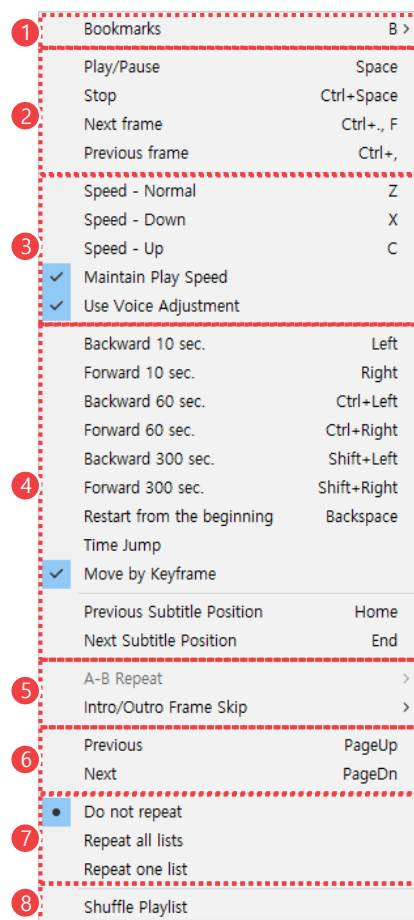 1 Bookmarks B >
2 Play/Pause Space
Stop Ctrl+Space
Next frame Ctrl+., F
Previous frame Ctrl+,
3 Speed - Normal Z
Speed - Down X
Speed - Up C
Maintain Play Speed
Use Voice Adjustment
4 Backward 10 sec. Left
Forward 10 sec. Right
Backward 60 sec. Ctrl+Left
Forward 60 sec. Ctrl+Right
Backward 300 sec. Shift+Left
Forward 300 sec. Shift+Right
Restart from the beginning Backspace
Time Jump
Move by Keyframe
Previous Subtitle Position Home
Next Subtitle Position End
5 A-B Repeat >
Intro/Outro Frame Skip >
6 Previous PageUp
Next PageDn
7 Do not repeat
Repeat all lists
Repeat one list
8 Shuffle Playlist